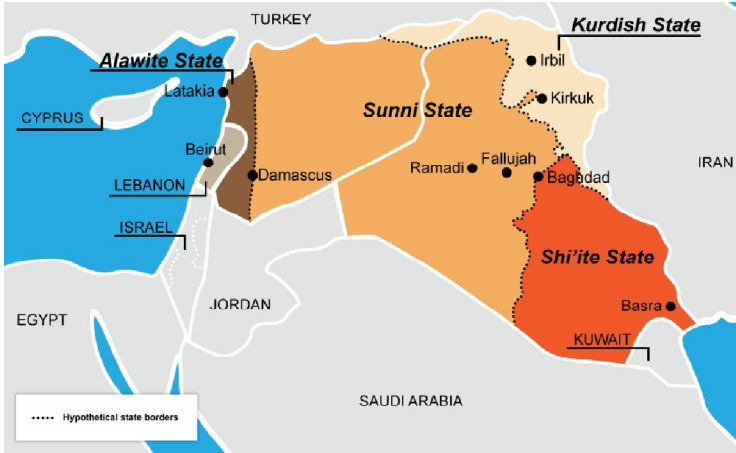 TURKEY
Kurdish State
Alawite State
Irbil
Latakia
Kirkuk
Sunni State
CYPRUS
Beirut
Ramadi
Fallujah
IRAN
Damascus
Baghdad
LEBANON
ISRAEL
Shi'ite State
JORDAN
Basra
EGYPT
KUWAIT
SAUDI ARABIA
Hypothetical state borders